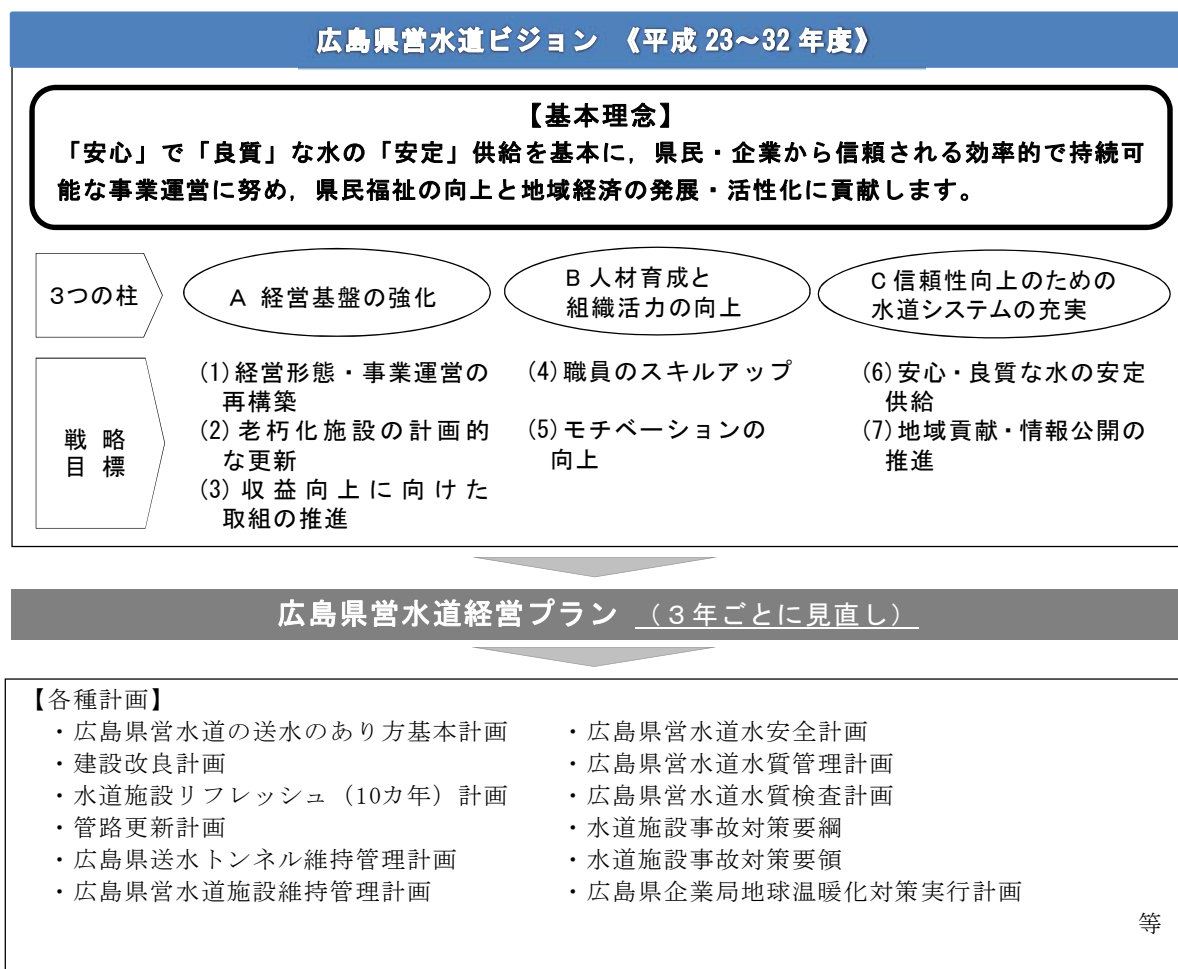 広島県営水道ビジョン 《平成23～32年度》
【基本理念】
「安心」で「良質」な水の「安定」供給を基本に，県民・企業から信頼される効率的で持続可
能な事業運営に努め，県民福祉の向上と地域経済の発展・活性化に貢献します。
3つの柱
Ａ 経営基盤の強化
Ｂ人材育成と
組織活力の向上
Ｃ信頼性向上のための
水道システムの充実
戦略
目標
(1)経営形態・事業運営の
再構築
(2)老朽化施設の計画的
な更新
(3)収益向上に向けた
取組の推進
(4)職員のスキルアップ
(5)モチベーションの
向上
(6)安心・良質な水の安定
供給
(7)地域貢献・情報公開の
推進
広島県営水道経営プラン （３年ごとに見直し）
【各種計画】
・広島県営水道の送水のあり方基本計画
・建設改良計画
・水道施設リフレッシュ（10カ年）計画
・管路更新計画
・広島県送水トンネル維持管理計画
・広島県営水道施設維持管理計画
・広島県営水道水安全計画
・広島県営水道水質管理計画
・広島県営水道水質検査計画
・水道施設事故対策要綱
・水道施設事故対策要領
・広島県企業局地球温暖化対策実行計画
等